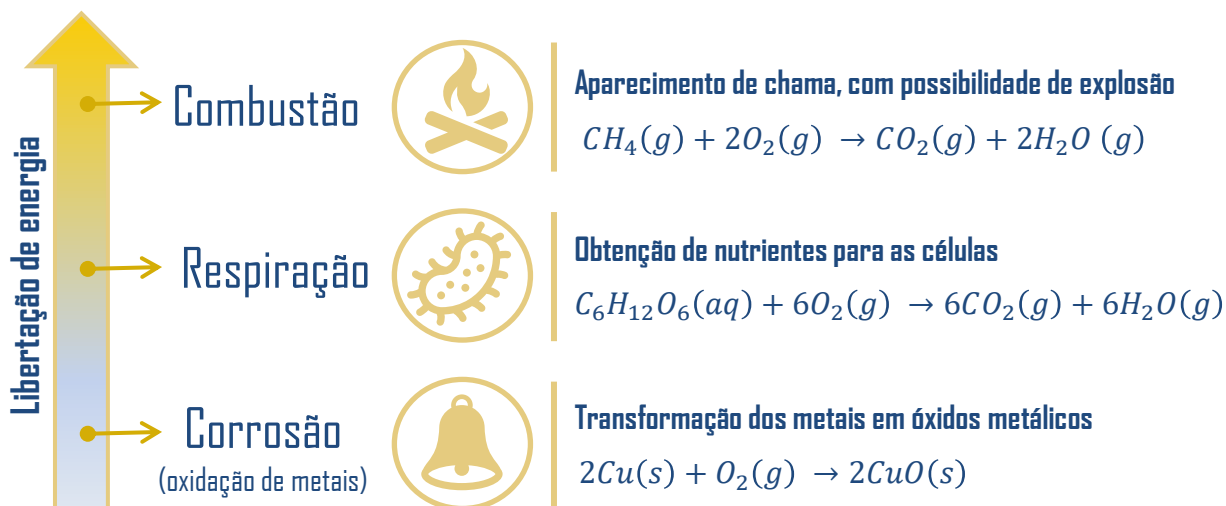 Libertação de energia
Combustão
Aparecimento de chama, com possibilidade de explosão
CH₄(g) + 2O₂(g) → CO₂(g) + 2H₂O (g)
Respiração
Obtenção de nutrientes para as células
C₆H₁₂O₆(aq) + 6O₂(g) → 6CO₂(g) + 6H₂O(g)
Corrosão
(oxidação de metais)
Transformação dos metais em óxidos metálicos
2Cu(s) + O₂(g) → 2CuO(s)